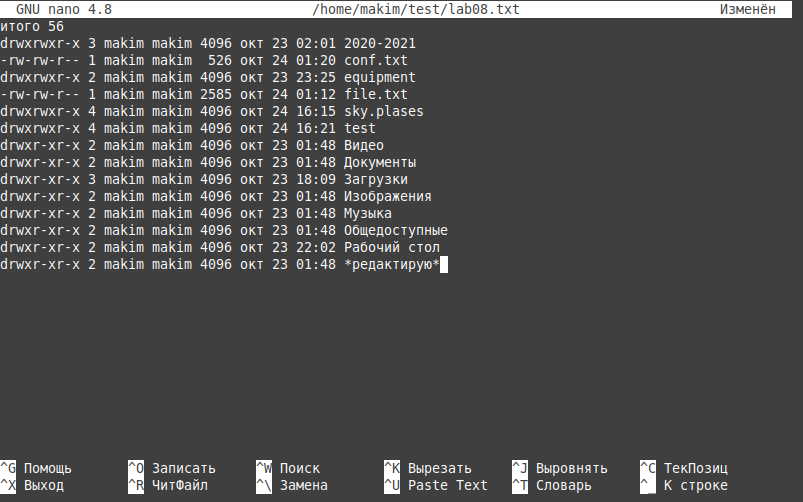 GNU nano 4.8 /home/makim/test/lab08.txt Изменён
итого 56
drwxrwxr-x 3 makim makim 4096 окт 23 02:01 2020-2021
-rw-rw-r-- 1 makim makim  526 окт 24 01:20 conf.txt
drwxrwxr-x 2 makim makim 4096 окт 23 23:25 equipment
-rw-rw-r-- 1 makim makim 2585 окт 24 01:12 file.txt
drwxrwxr-x 4 makim makim 4096 окт 24 16:15 sky.plases
drwxrwxr-x 4 makim makim 4096 окт 24 16:21 test
drwxr-xr-x 2 makim makim 4096 окт 23 01:48 Видео
drwxr-xr-x 2 makim makim 4096 окт 23 01:48 Документы
drwxr-xr-x 3 makim makim 4096 окт 23 18:09 Загрузки
drwxr-xr-x 2 makim makim 4096 окт 23 01:48 Изображения
drwxr-xr-x 2 makim makim 4096 окт 23 01:48 Музыка
drwxr-xr-x 2 makim makim 4096 окт 23 01:48 Общедоступные
drwxr-xr-x 2 makim makim 4096 окт 23 22:02 Рабочий стол
drwxr-xr-x 2 makim makim 4096 окт 23 01:48 *редактирую*
^G Помощь ^O Записать ^W Поиск ^K Вырезать ^J Выровнять ^C ТекПозиц
^X Выход ^R ЧитФайл ^\ Замена ^U Paste Text ^T Словарь ^_ К строке